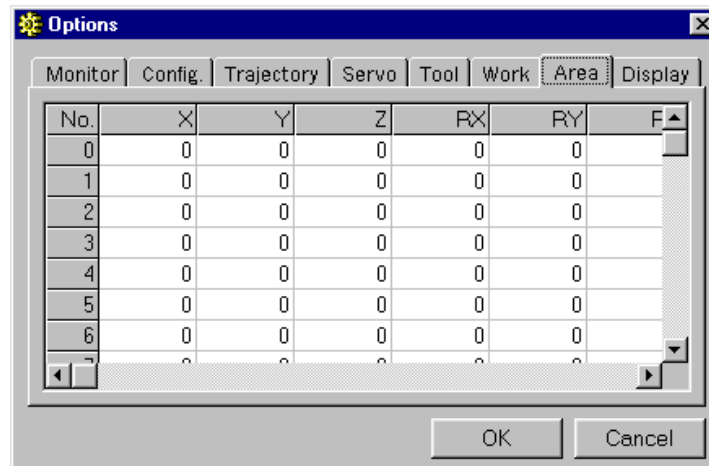 Options
Monitor Config. Trajectory Servo Tool Work Area Display
No. X Y Z RX RY
0 0 0 0 0 0
1 0 0 0 0 0
2 0 0 0 0 0
3 0 0 0 0 0
4 0 0 0 0 0
5 0 0 0 0 0
6 0 0 0 0 0
OK Cancel